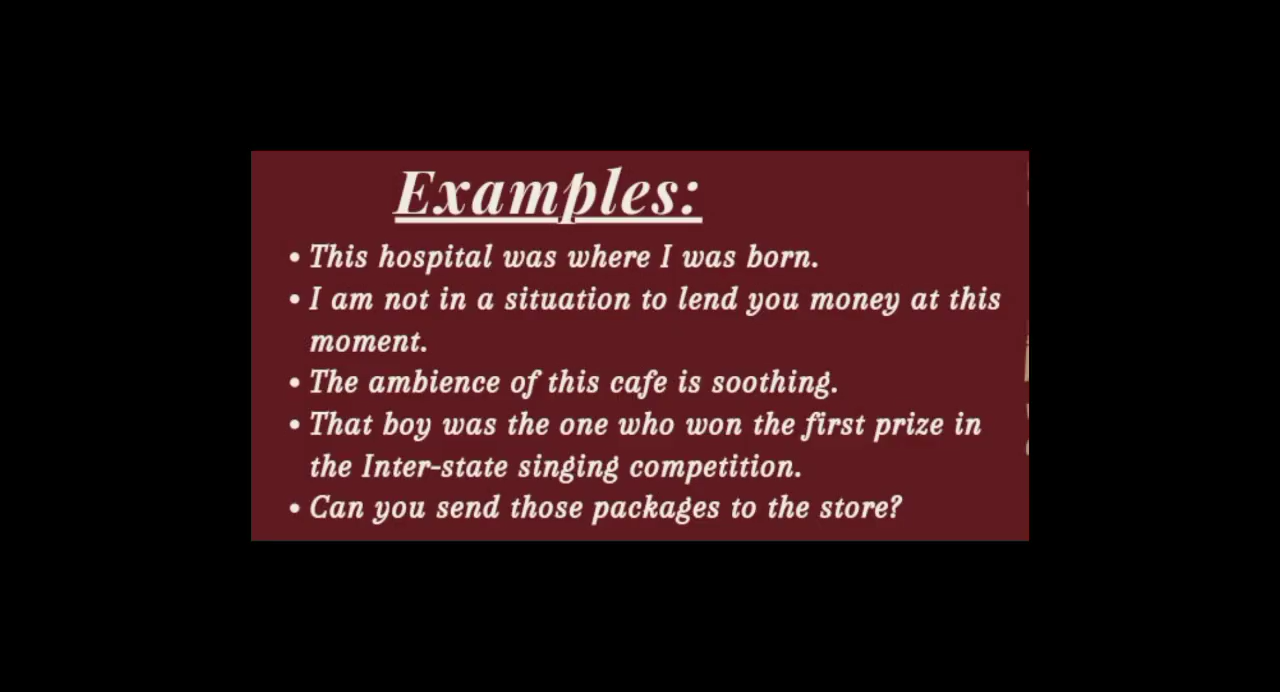 Examples:
• This hospital was where I was born.
• I am not in a situation to lend you money at this
moment.
• The ambience of this cafe is soothing.
• That boy was the one who won the first prize in
the Inter-state singing competition.
• Can you send those packages to the store?